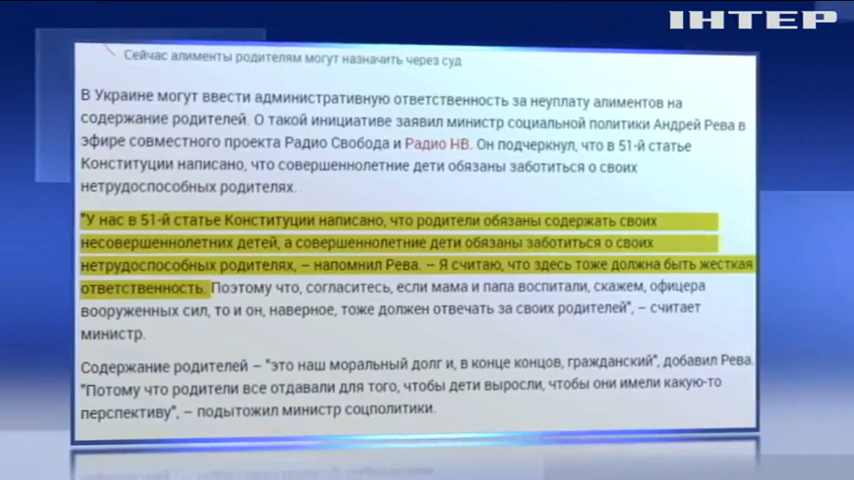 ІНТЕР
Сейчас алименты родителям могут назначить через суд
В Украине могут ввести административную ответственность за неуплату алиментов на
содержание родителей. О такой инициативе заявил министр социальной политики Андрей Рева в
эфире совместного проекта Радио Свобода и Радио НВ. Он подчеркнул, что в 51-й статье
Конституции написано, что совершеннолетние дети обязаны заботиться о своих
нетрудоспособных родителях.
"У нас в 51-й статье Конституции написано, что родители обязаны содержать своих
несовершеннолетних детей, а совершеннолетние дети обязаны заботиться о своих
нетрудоспособных родителях, – напомнил Рева. – Я считаю, что здесь тоже должна быть жесткая
ответственность. Поэтому что, согласитесь, если мама и папа воспитали, скажем, офицера
вооруженных сил, то и он, наверное, тоже должен отвечать за своих родителей", – считает
министр.
Содержание родителей – "это наш моральный долг и, в конце концов, гражданский", добавил Рева.
"Потому что родители все отдавали для того, чтобы дети выросли, чтобы они имели какую-то
перспективу", – подытожил министр соцполитики.